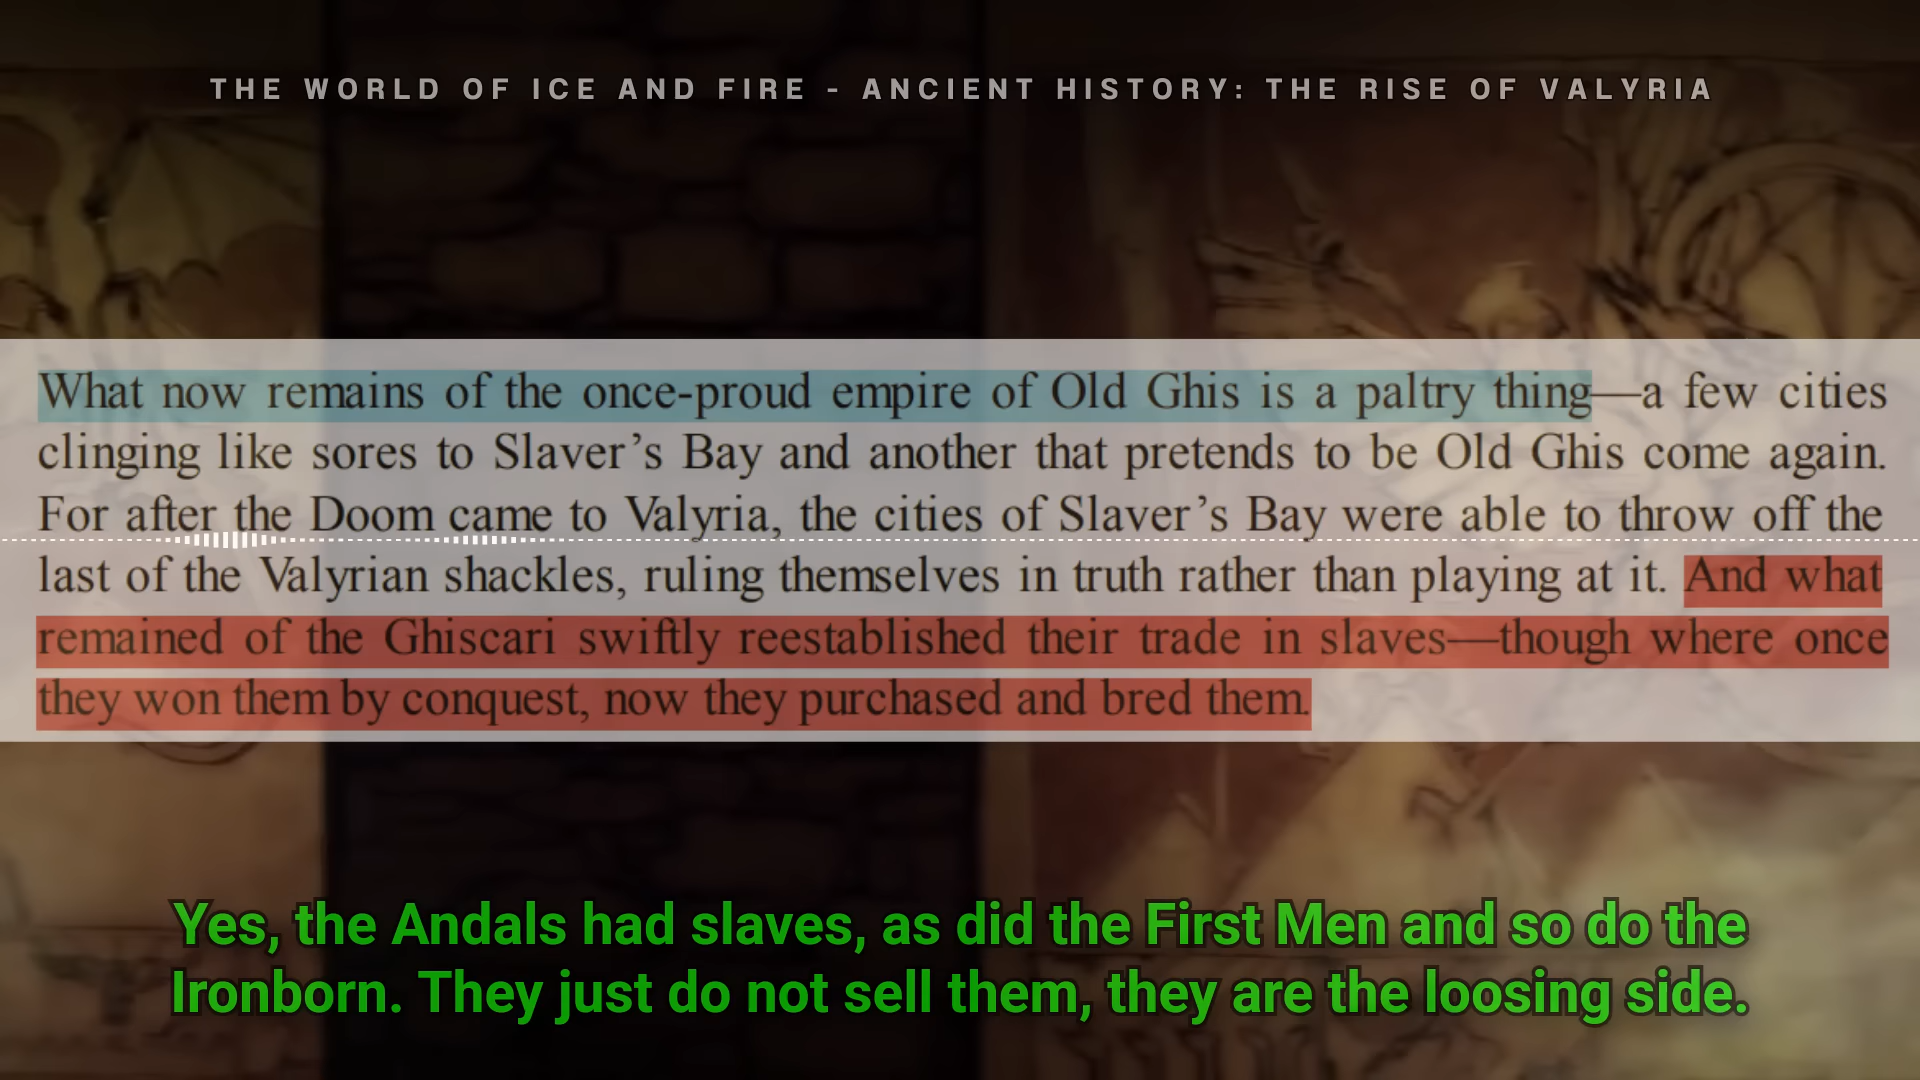 THE WORLD OF ICE AND FIRE - ANCIENT HISTORY: THE RISE OF VALYRIA
What now remains of the once-proud empire of Old Ghis is a paltry thing—a few cities
clinging like sores to Slaver’s Bay and another that pretends to be Old Ghis come again.
For after the Doom came to Valyria, the cities of Slaver’s Bay were able to throw off the
last of the Valyrian shackles, ruling themselves in truth rather than playing at it. And what
remained of the Ghiscari swiftly reestablished their trade in slaves—though where once
they won them by conquest, now they purchased and bred them.
Yes, the Andals had slaves, as did the First Men and so do the
Ironborn. They just do not sell them, they are the loosing side.